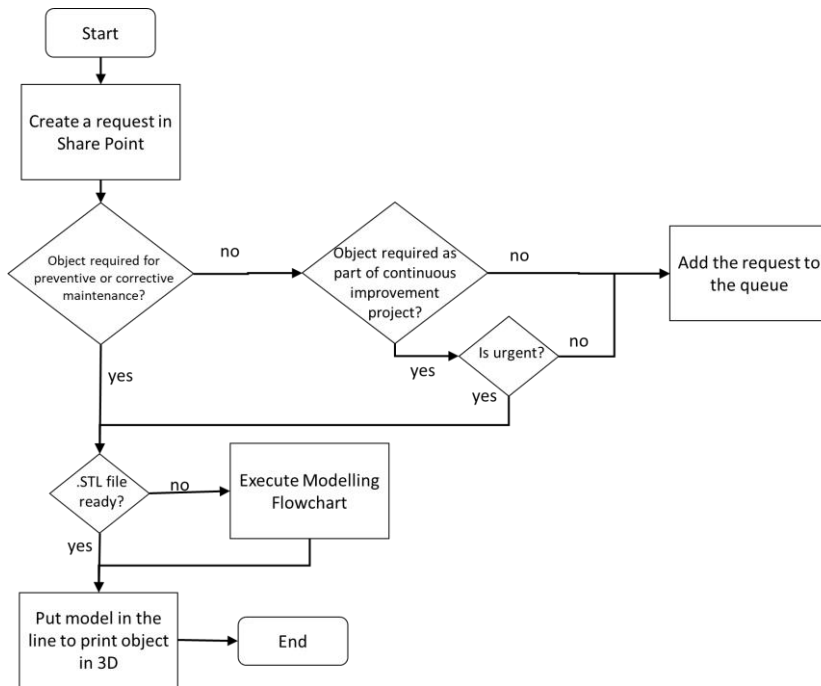 Start
Create a request in
Share Point
Object required for
preventive or corrective
maintenance?
no
Object required as
part of continuous
improvement
project?
no
Add the request to
the queue
yes
Is urgent?
no
yes
yes
.STL file
ready?
no
Execute Modelling
Flowchart
yes
Put model in the
line to print object
in 3D
End